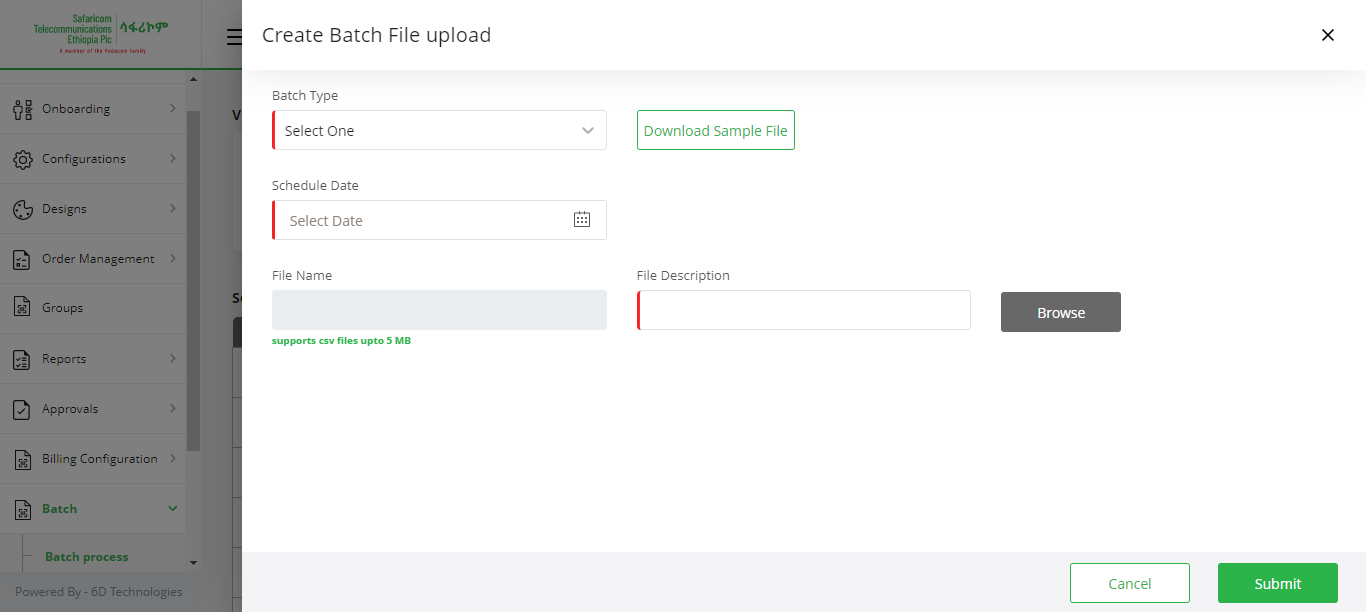 Safaricom
Telecommunications
Ethiopia Plc
ሳፋሪኮም
A member of the Vodacom family
Onboarding
Configurations
Designs
Order Management
Groups
Reports
Approvals
Billing Configuration
Batch
Batch process
Powered By - 6D Technologies
Create Batch File upload
Batch Type
Select One
Download Sample File
Schedule Date
Select Date
File Name
File Description
Browse
supports csv files upto 5 MB
Cancel
Submit